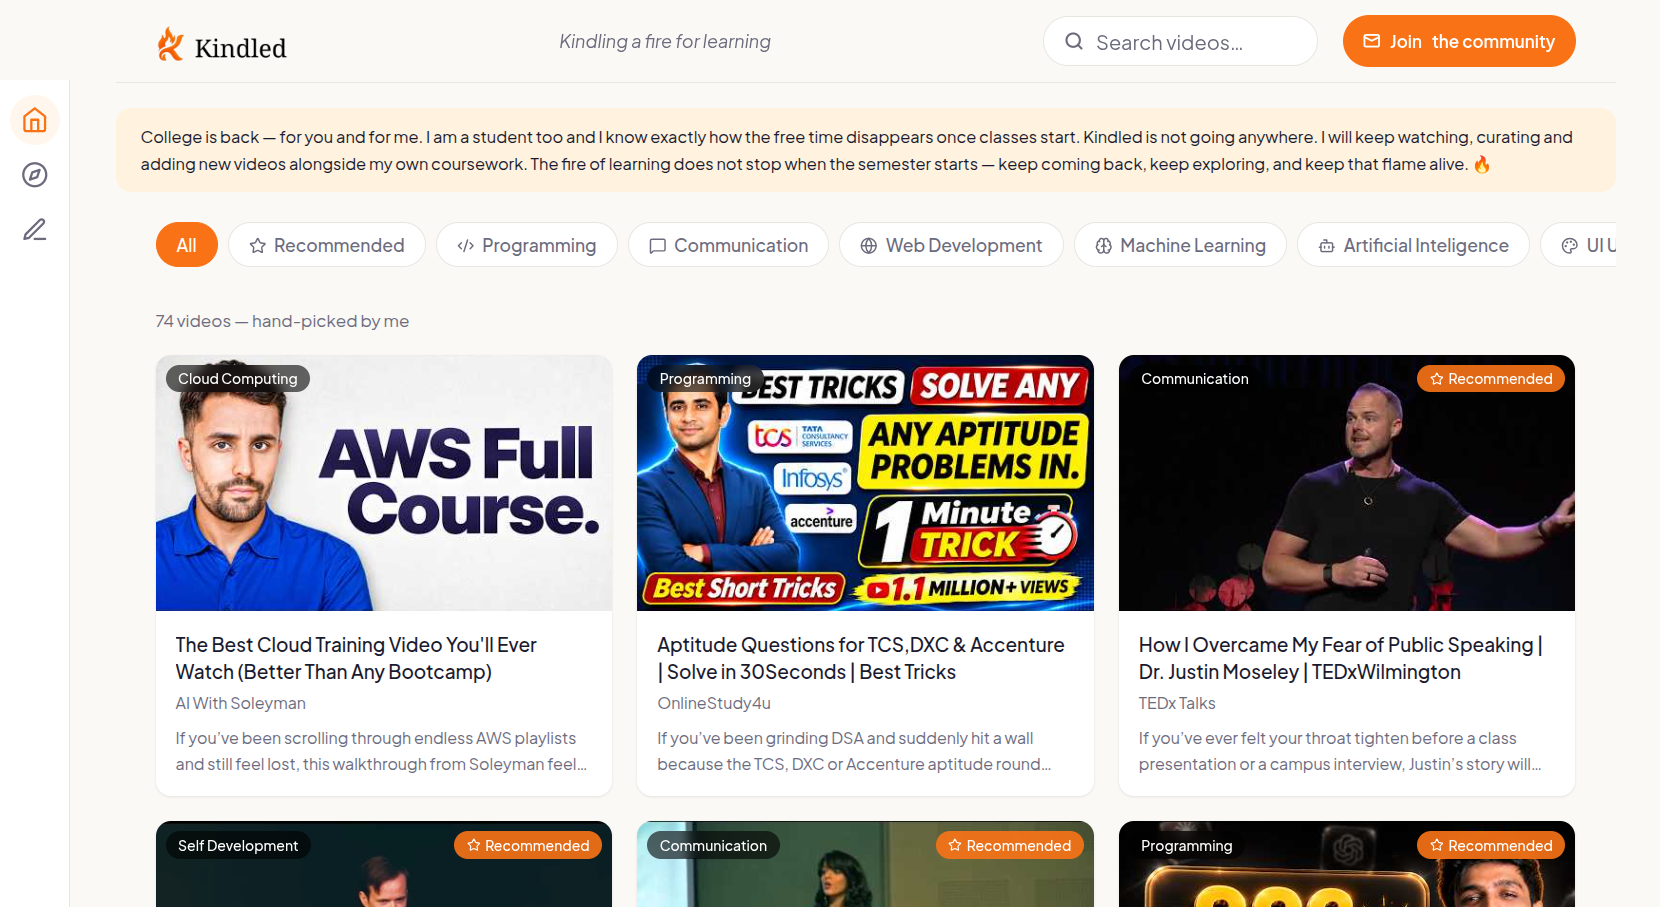 Kindled
Kindling a fire for learning
Search videos...
Join the community
College is back — for you and for me. I am a student too and I know exactly how the free time disappears once classes start. Kindled is not going anywhere. I will keep watching, curating and
adding new videos alongside my own coursework. The fire of learning does not stop when the semester starts — keep coming back, keep exploring, and keep that flame alive. 🔥
All
Recommended
Programming
Communication
Web Development
Machine Learning
Artificial Inteligence
UI U
74 videos — hand-picked by me
Cloud Computing
AWS Full
Course.
The Best Cloud Training Video You'll Ever
Watch (Better Than Any Bootcamp)
AI With Soleyman
If you've been scrolling through endless AWS playlists
and still feel lost, this walkthrough from Soleyman feel...
Programming
BEST TRICKS
SOLVE ANY
tcs TATA CONSULTANCY SERVICES
ANY APTITUDE
PROBLEMS IN.
Infosys
accenture
1 Minute
TRICK
Best Short Tricks
1.1 MILLION+ VIEWS
Aptitude Questions for TCS,DXC & Accenture
| Solve in 30Seconds | Best Tricks
OnlineStudy4u
If you've been grinding DSA and suddenly hit a wall
because the TCS, DXC or Accenture aptitude round...
Communication
Recommended
How I Overcame My Fear of Public Speaking |
Dr. Justin Moseley | TEDxWilmington
TEDx Talks
If you've ever felt your throat tighten before a class
presentation or a campus interview, Justin's story will...
Self Development
Recommended
Communication
Recommended
Programming
Recommended